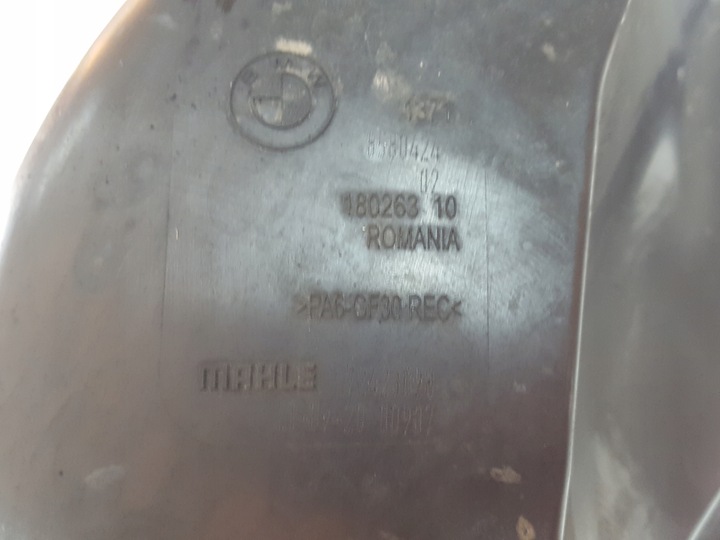 BMW
8580424
02
180263 10
ROMANIA
>PA6-GF30 REC<
MAHLE